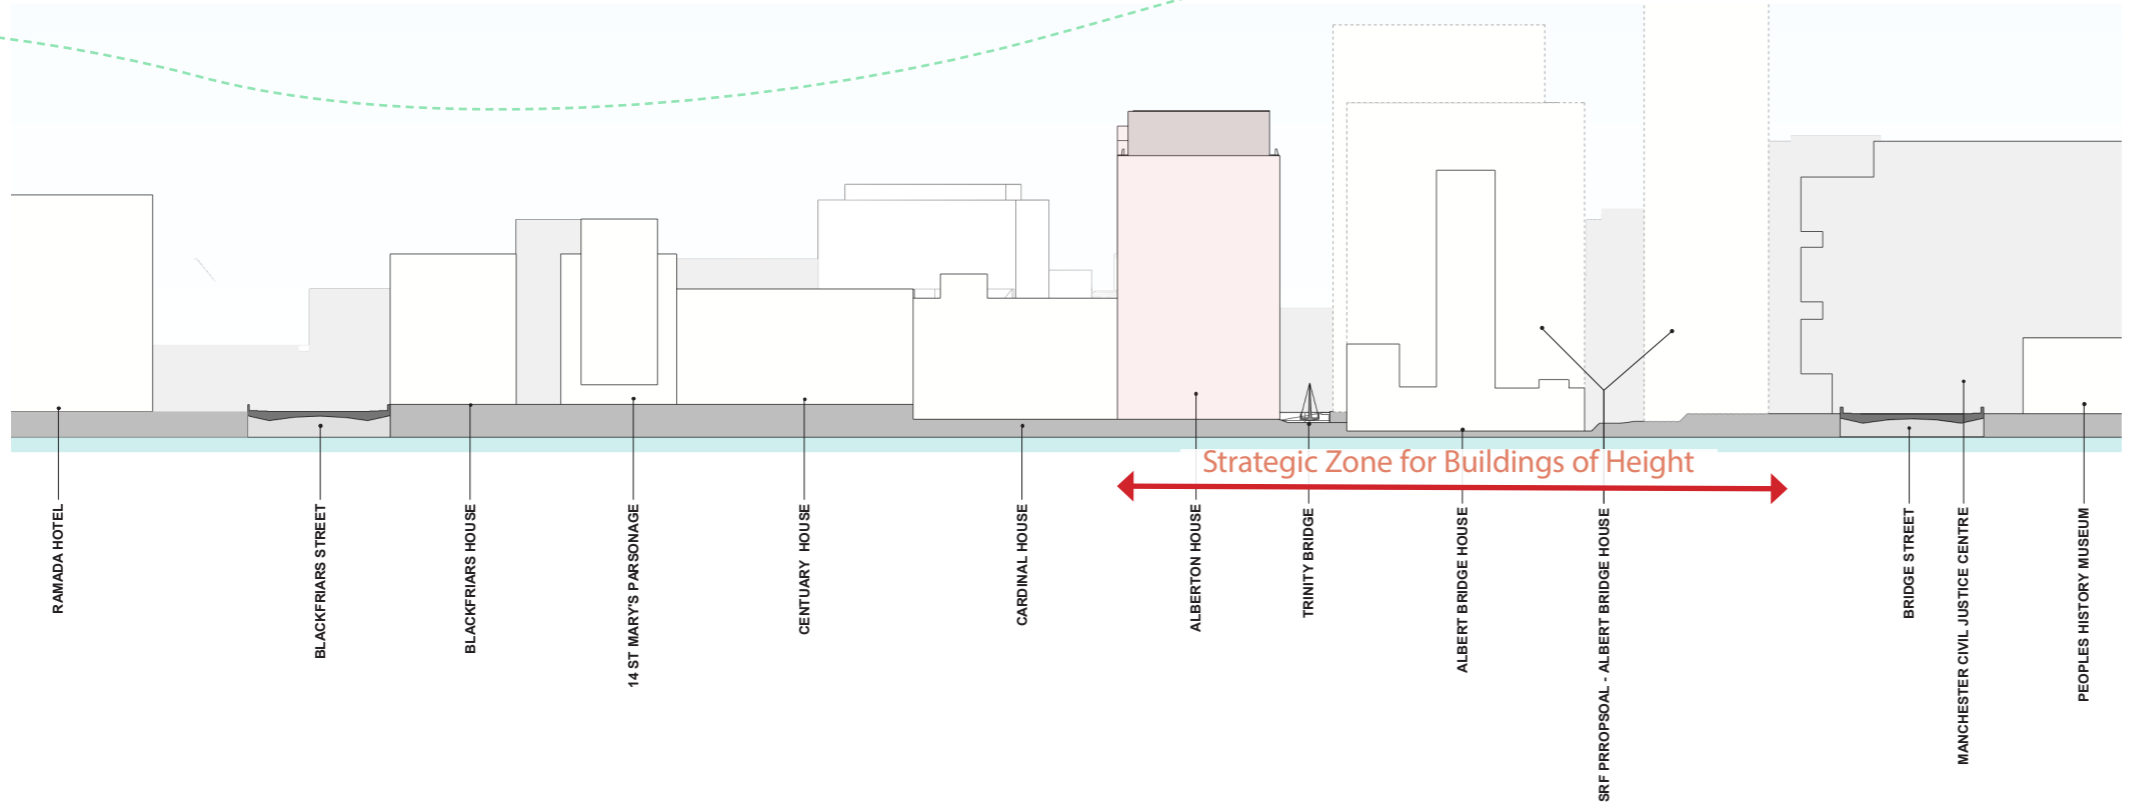 Strategic Zone for Buildings of Height
RAMADA HOTEL
BLACKFRIARS STREET
BLACKFRIARS HOUSE
14 ST MARY'S PARSONAGE
CENTUARY HOUSE
CARDINAL HOUSE
ALBERTON HOUSE
TRINITY BRIDGE
ALBERT BRIDGE HOUSE
SRF PRROPSOAL - ALBERT BRIDGE HOUSE
BRIDGE STREET
MANCHESTER CIVIL JUSTICE CENTRE
PEOPLES HISTORY MUSEUM